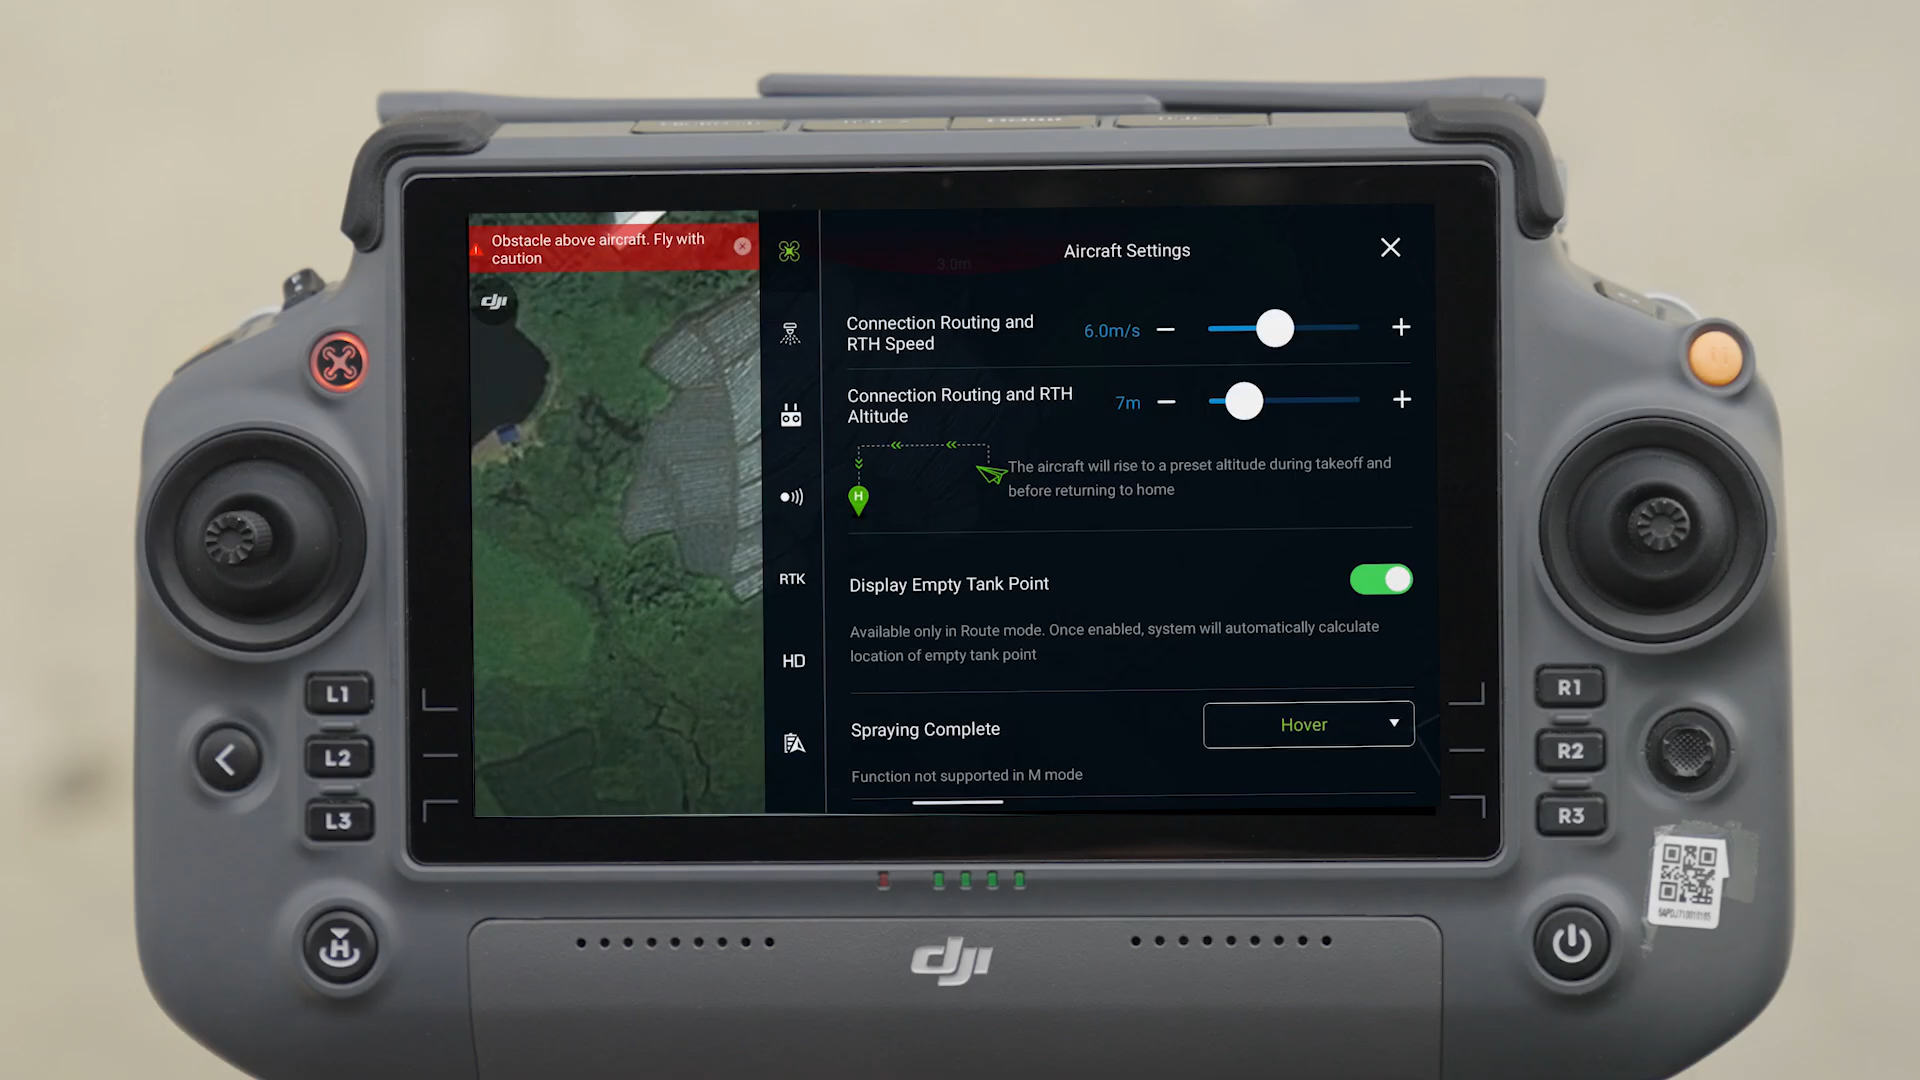 Obstacle above aircraft. Fly with
caution
dji
3.0m
Aircraft Settings
Connection Routing and
RTH Speed
6.0m/s
Connection Routing and RTH
Altitude
7m
H
The aircraft will rise to a preset altitude during takeoff and
before returning to home
RTK
Display Empty Tank Point
Available only in Route mode. Once enabled, system will automatically calculate
location of empty tank point
HD
Spraying Complete
Hover
Function not supported in M mode
L1
L2
L3
R1
R2
R3
H
dji